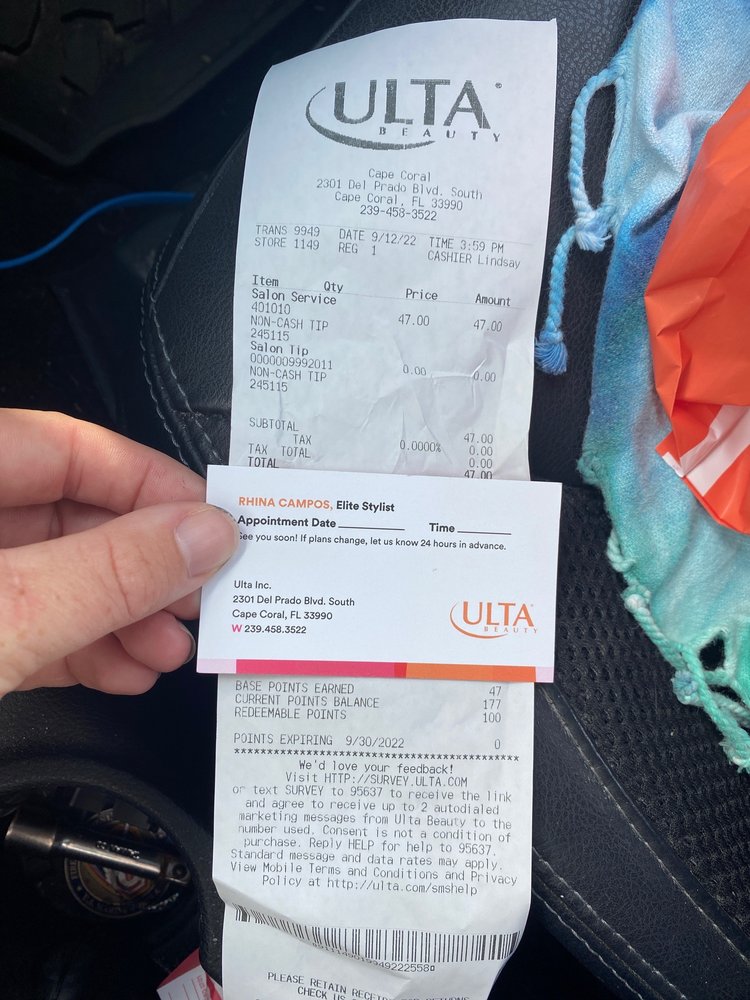 ULTA
BEAUTY
Cape Coral
2301 Del Prado Blvd. South
Cape Coral, FL 33990
239-458-3522
TRANS 9949 DATE 9/12/22 TIME 3:59 PM
STORE 1149 REG 1 CASHIER Lindsay
Item Qty Price Amount
Salon Service
401010 47.00 47.00
NON-CASH TIP
245115
Salon Tip
0000009992011 0.00 0.00
NON-CASH TIP
245115
SUBTOTAL 47.00
TAX 0.0000% 0.00
TAX TOTAL 0.00
TOTAL 47.00
RHINA CAMPOS, Elite Stylist
Appointment Date Time
See you soon! If plans change, let us know 24 hours in advance.
Ulta Inc.
2301 Del Prado Blvd. South
Cape Coral, FL 33990
W 239.458.3522
ULTA
BEAUTY
BASE POINTS EARNED 47
CURRENT POINTS BALANCE 177
REDEEMABLE POINTS 100
POINTS EXPIRING 9/30/2022 0
****************************************
We'd love your feedback!
Visit HTTP://SURVEY.ULTA.COM
or text SURVEY to 95637 to receive the link
and agree to receive up to 2 autodialed
marketing messages from Ulta Beauty to the
number used. Consent is not a condition of
purchase. Reply HELP for help to 95637.
Standard message and data rates may apply.
View Mobile Terms and Conditions and Privacy
Policy at http://ulta.com/smshelp
PLEASE RETAIN RECEIPT FOR RETURNS
CHECK US